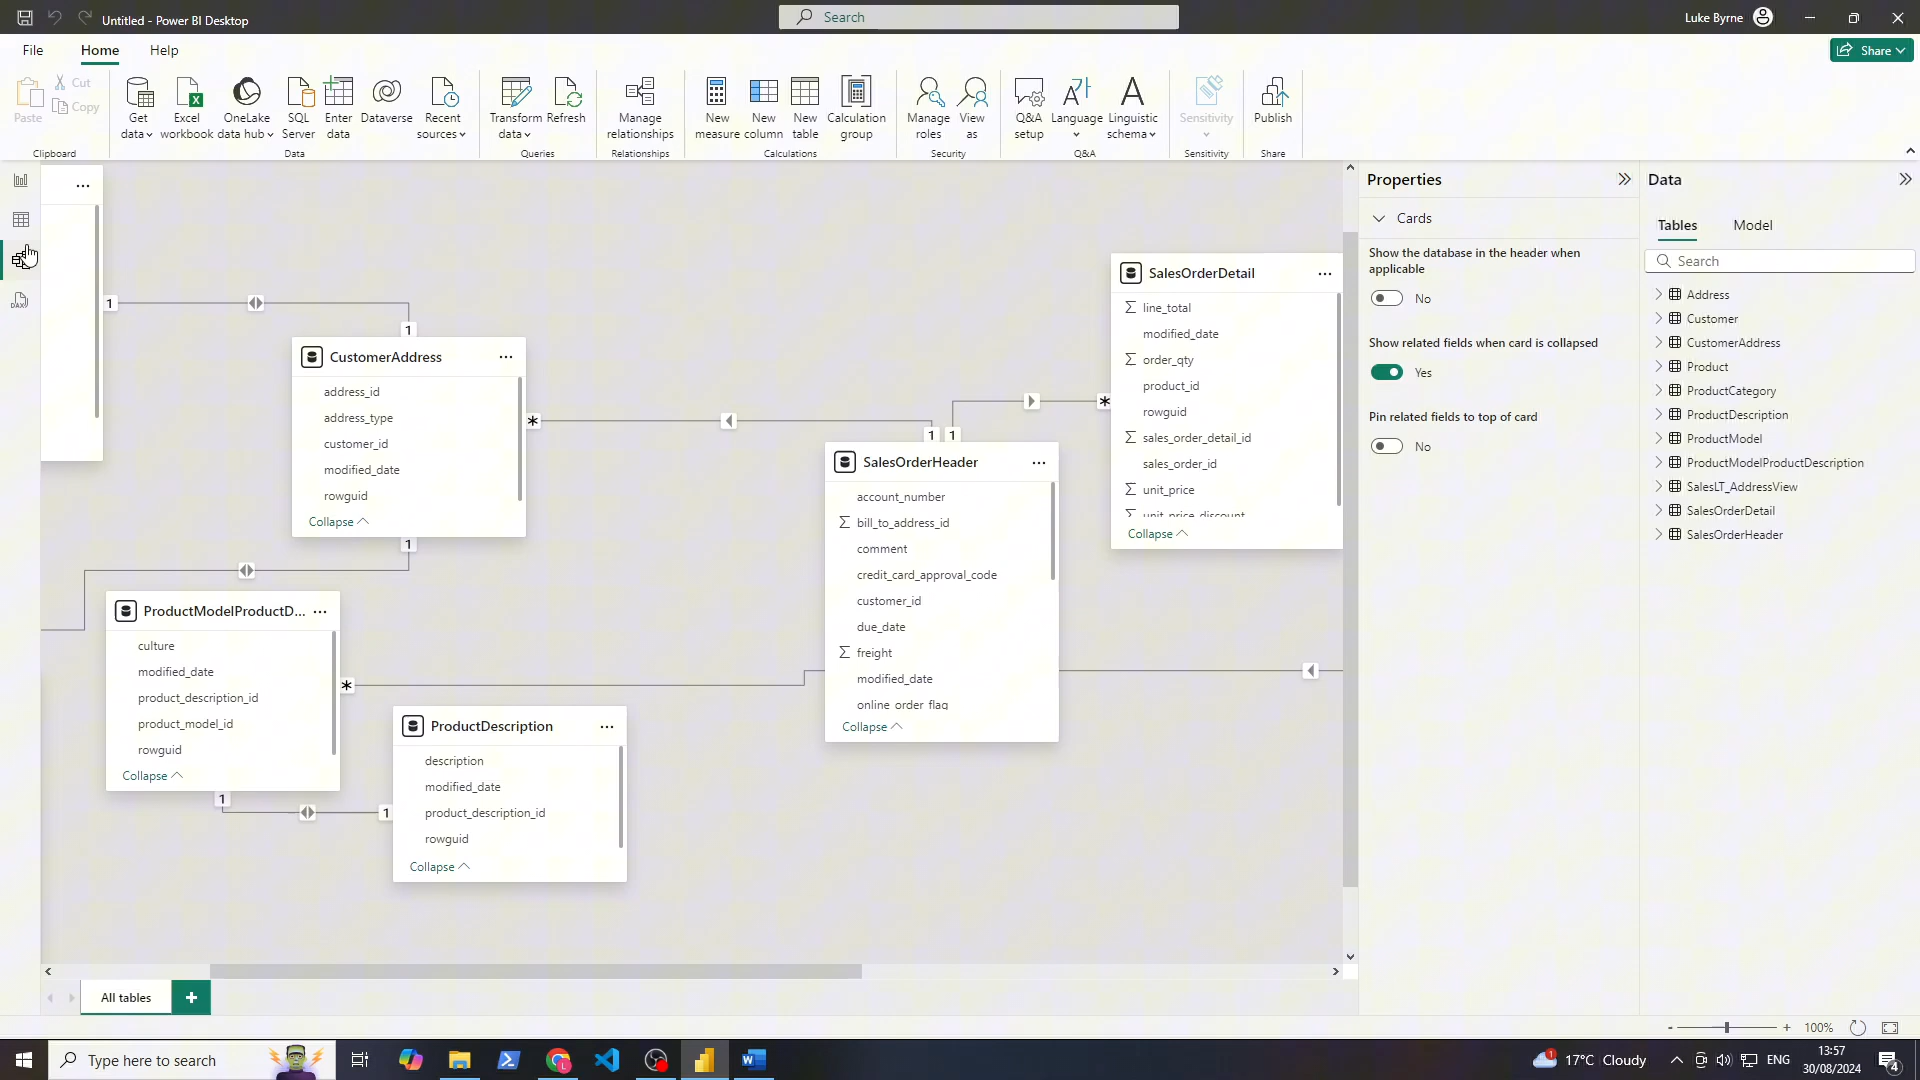 Untitled - Power BI Desktop
Search
Luke Byrne
File
Home
Help
Share
Paste
Cut
Copy
Clipboard
Get data
Excel workbook
OneLake data hub
SQL Server
Enter data
Dataverse
Recent sources
Data
Transform data
Refresh
Queries
Manage relationships
Relationships
New measure
New column
New table
Calculation group
Calculations
Manage roles
View as
Security
Q&A setup
Language
Linguistic schema
Q&A
Sensitivity
Sensitivity
Publish
Share
DAX
1
1
CustomerAddress
address_id
address_type
customer_id
modified_date
rowguid
Collapse
*
1
1
1
SalesOrderHeader
account_number
Σ bill_to_address_id
comment
credit_card_approval_code
customer_id
due_date
Σ freight
modified_date
online_order_flag
Collapse
*
SalesOrderDetail
Σ line_total
modified_date
Σ order_qty
product_id
rowguid
Σ sales_order_detail_id
sales_order_id
Σ unit_price
Σ unit_price_discount
Collapse
ProductModelProductD...
culture
modified_date
product_description_id
product_model_id
rowguid
Collapse
*
1
1
ProductDescription
description
modified_date
product_description_id
rowguid
Collapse
Properties
Cards
Show the database in the header when
applicable
No
Show related fields when card is collapsed
Yes
Pin related fields to top of card
No
Data
Tables
Model
Search
Address
Customer
CustomerAddress
Product
ProductCategory
ProductDescription
ProductModel
ProductModelProductDescription
SalesLT_AddressView
SalesOrderDetail
SalesOrderHeader
All tables
+
- + 100%
Type here to search
1
17°C Cloudy
ENG
13:57
30/08/2024
4